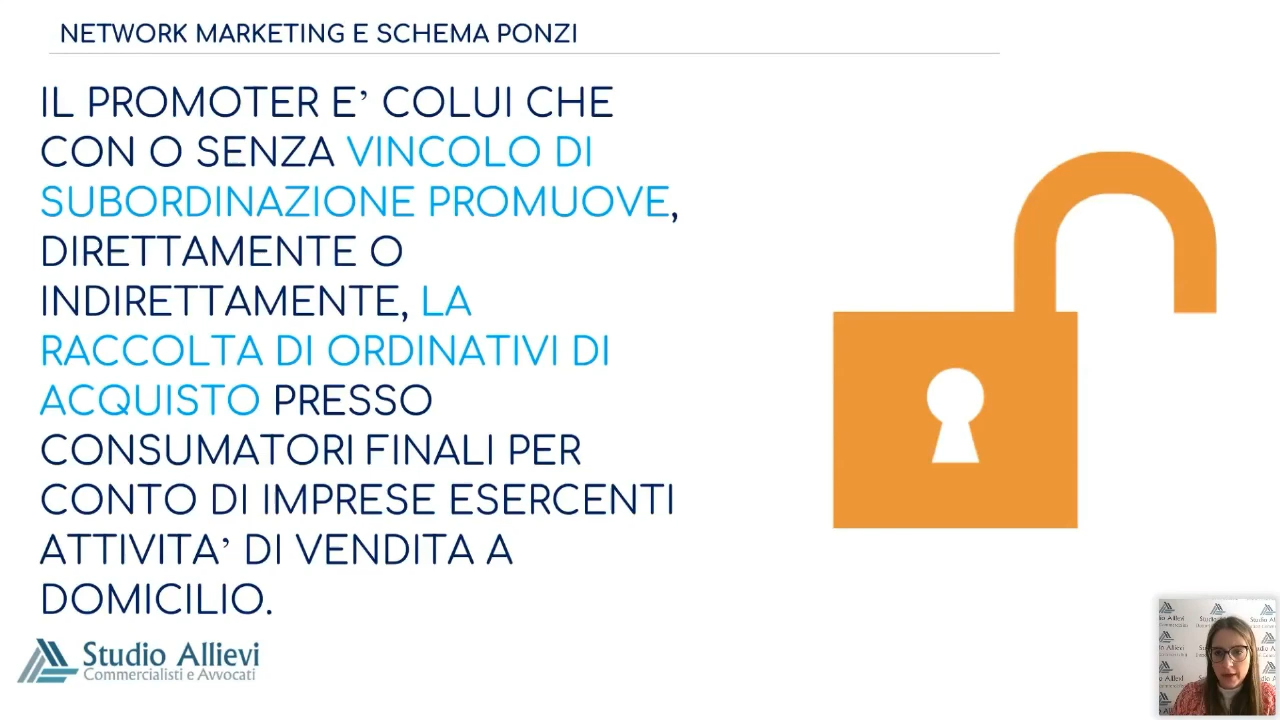 NETWORK MARKETING E SCHEMA PONZI
IL PROMOTER E’ COLUI CHE
CON O SENZA VINCOLO DI
SUBORDINAZIONE PROMUOVE,
DIRETTAMENTE O
INDIRETTAMENTE, LA
RACCOLTA DI ORDINATIVI DI
ACQUISTO PRESSO
CONSUMATORI FINALI PER
CONTO DI IMPRESE ESERCENTI
ATTIVITA’ DI VENDITA A
DOMICILIO.
Studio Allievi
Commercialisti e Avvocati